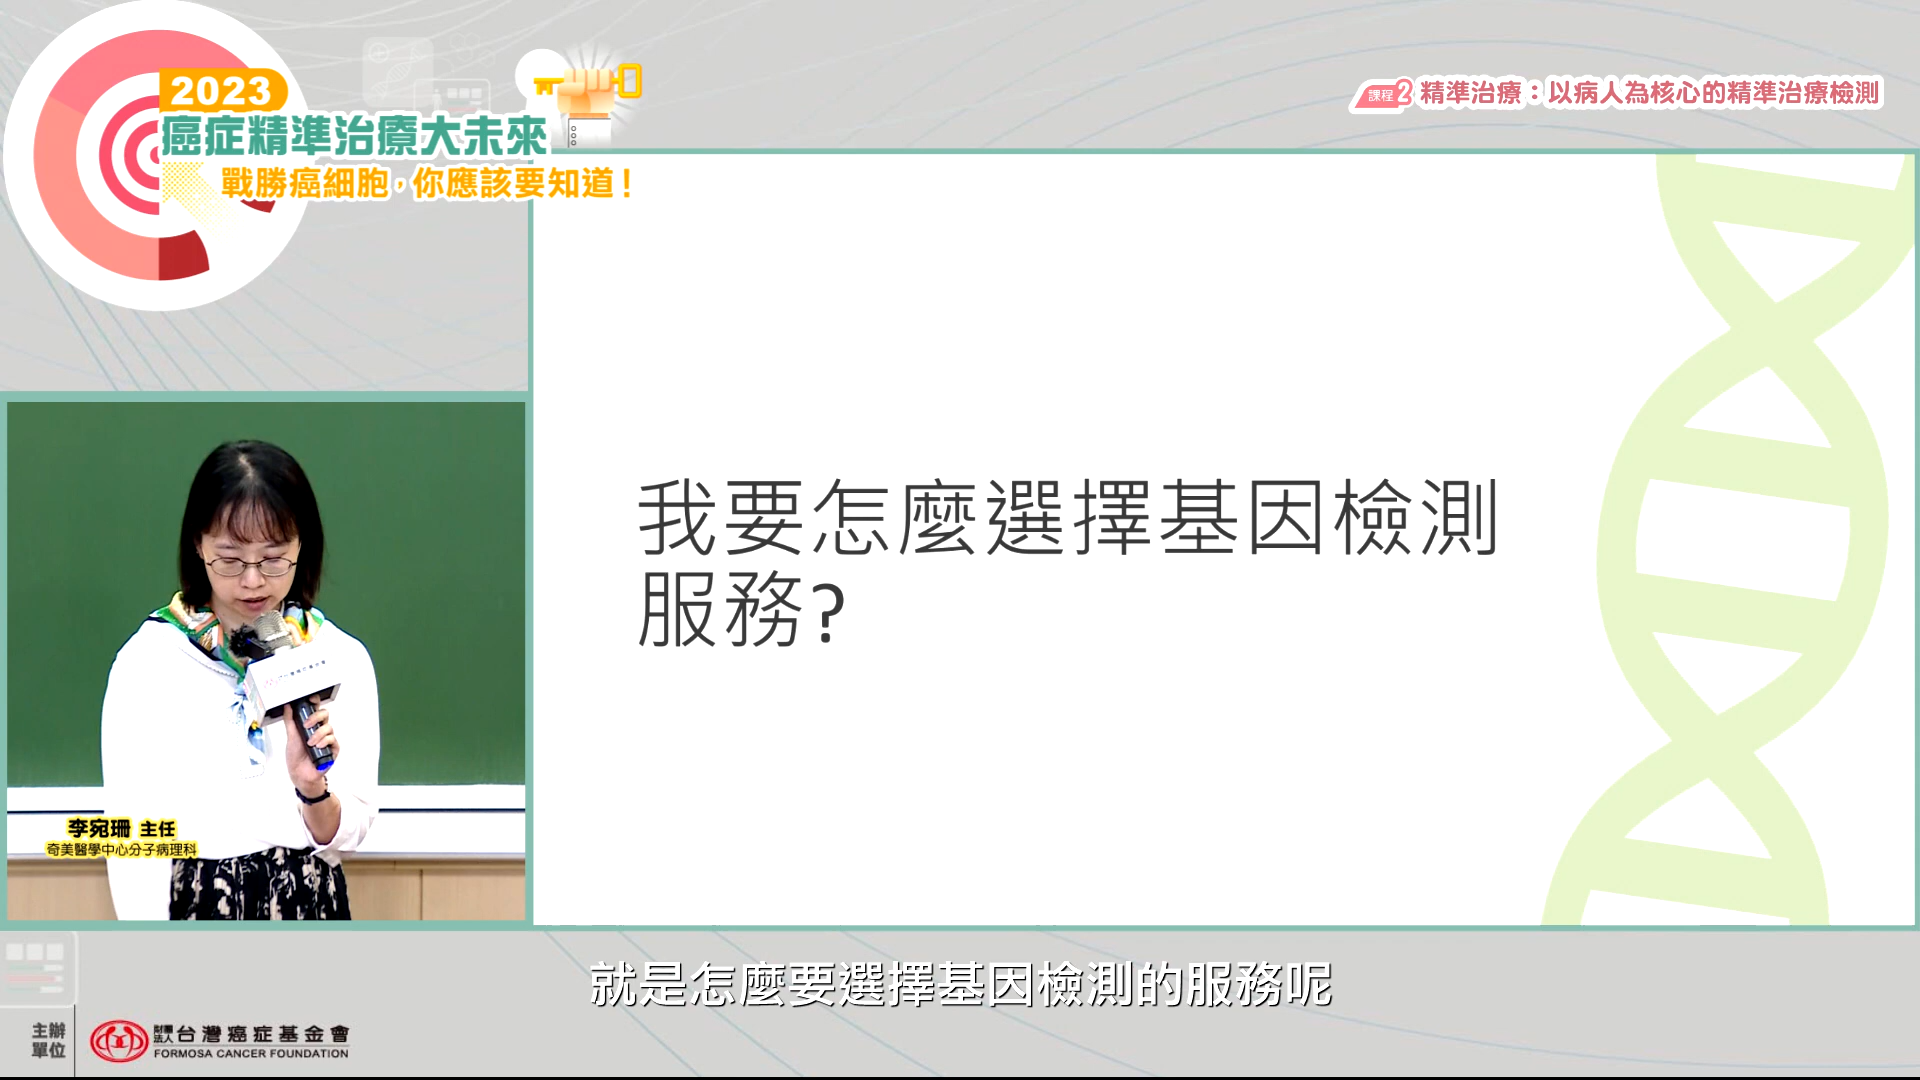 2023
癌症精準治療大未來
戰勝癌細胞，你應該要知道！
課程2 精準治療：以病人為核心的精準治療檢測
我要怎麼選擇基因檢測
服務?
李宛珊 主任
奇美醫學中心分子病理科
就是怎麼要選擇基因檢測的服務呢
主辦
單位
財團
法人
台灣癌症基金會
FORMOSA CANCER FOUNDATION